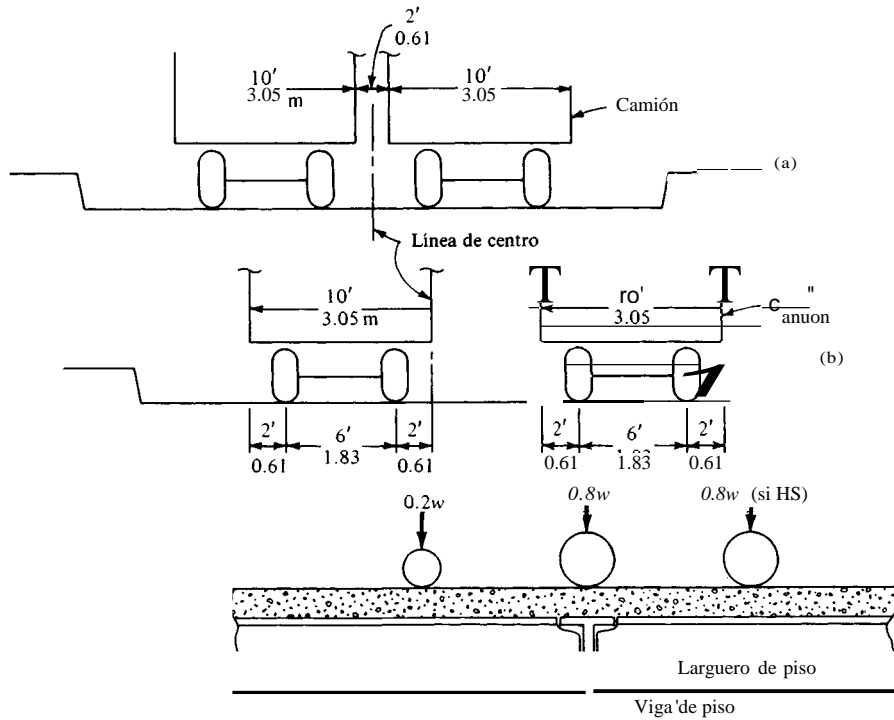 2'
0.61
10' 10'
3.05 m 3.05
Camión
(a)
Línea de centro
10' ro'
3.05 m 3.05
T T
C "
anuon
(b)
2' 6' 2' 2' 6' 2'
0.61 1.83 0.61 0.61 1.83 0.61
0.2w 0.8w 0.8w (si HS)
Larguero de piso
Viga 'de piso